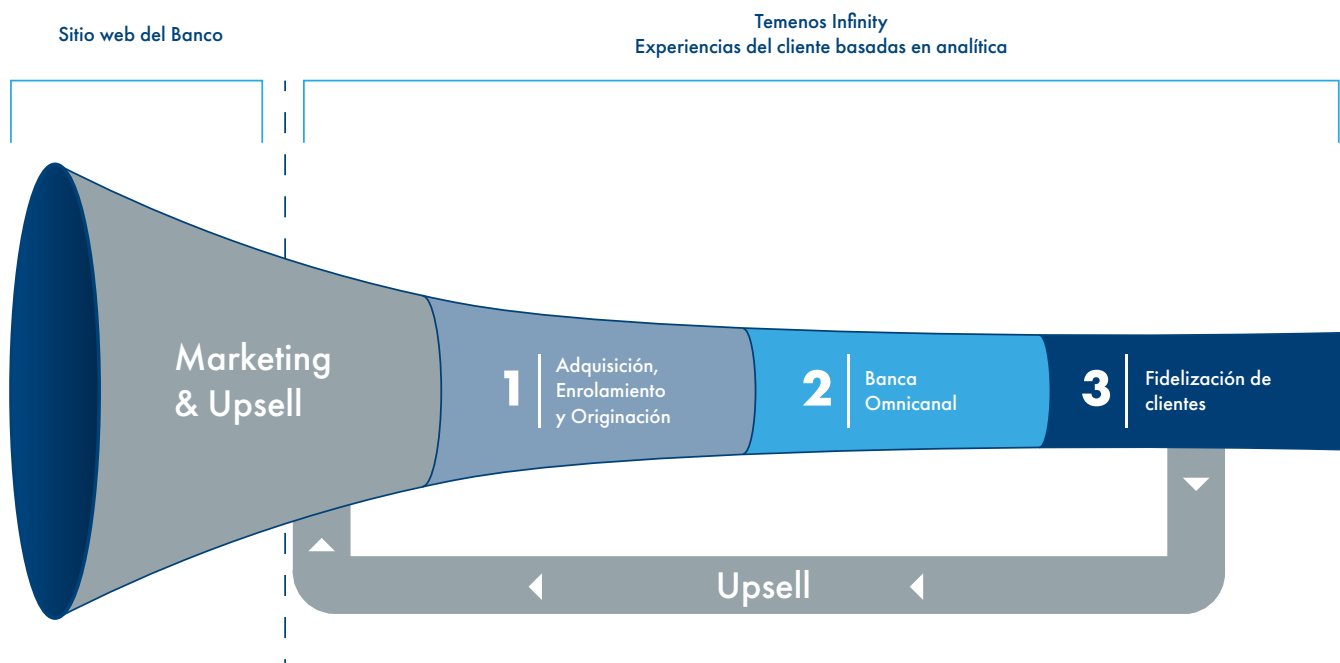 Sitio web del Banco
Temenos Infinity
Experiencias del cliente basadas en analítica
Marketing
& Upsell
1
Adquisición,
Enrolamiento
y Originación
2
Banca
Omnicanal
3
Fidelización de
clientes
Upsell